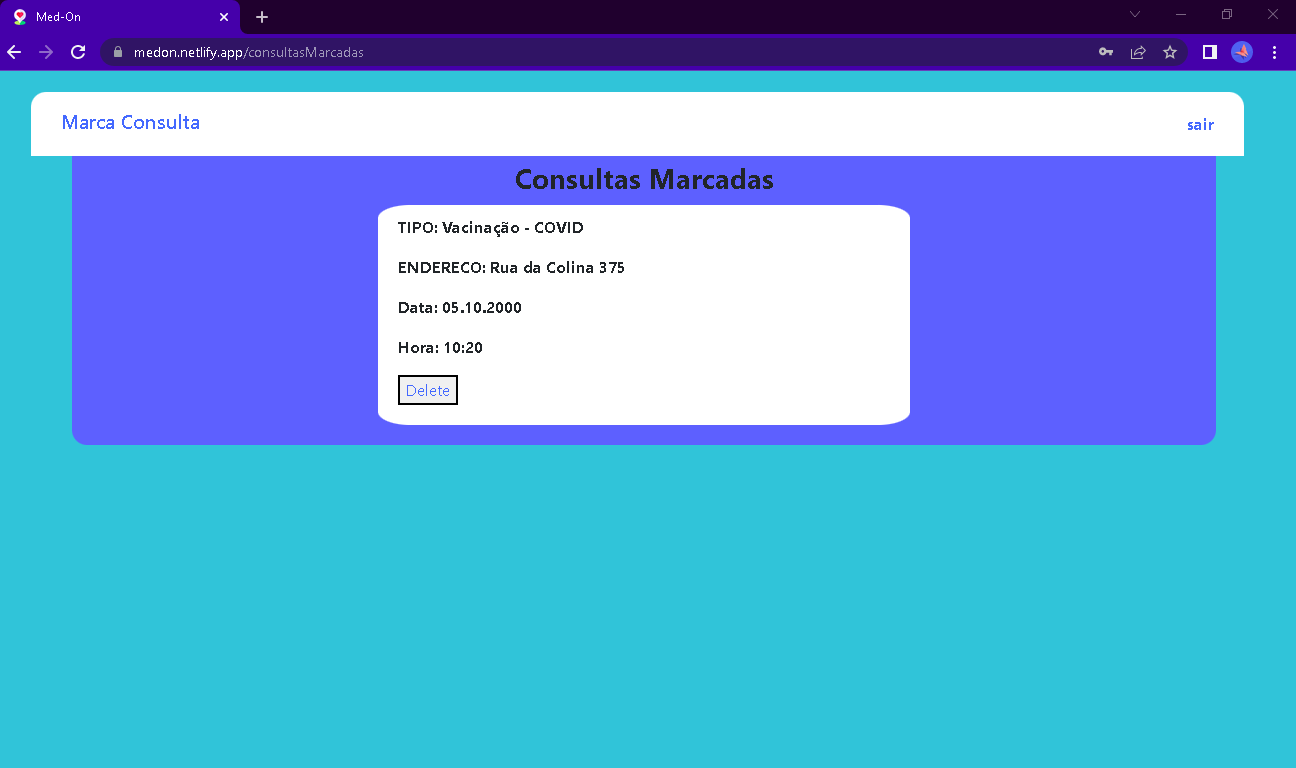 Med-On
medon.netlify.app/consultasMarcadas
Marca Consulta
sair
Consultas Marcadas
TIPO: Vacinação - COVID
ENDERECO: Rua da Colina 375
Data: 05.10.2000
Hora: 10:20
Delete